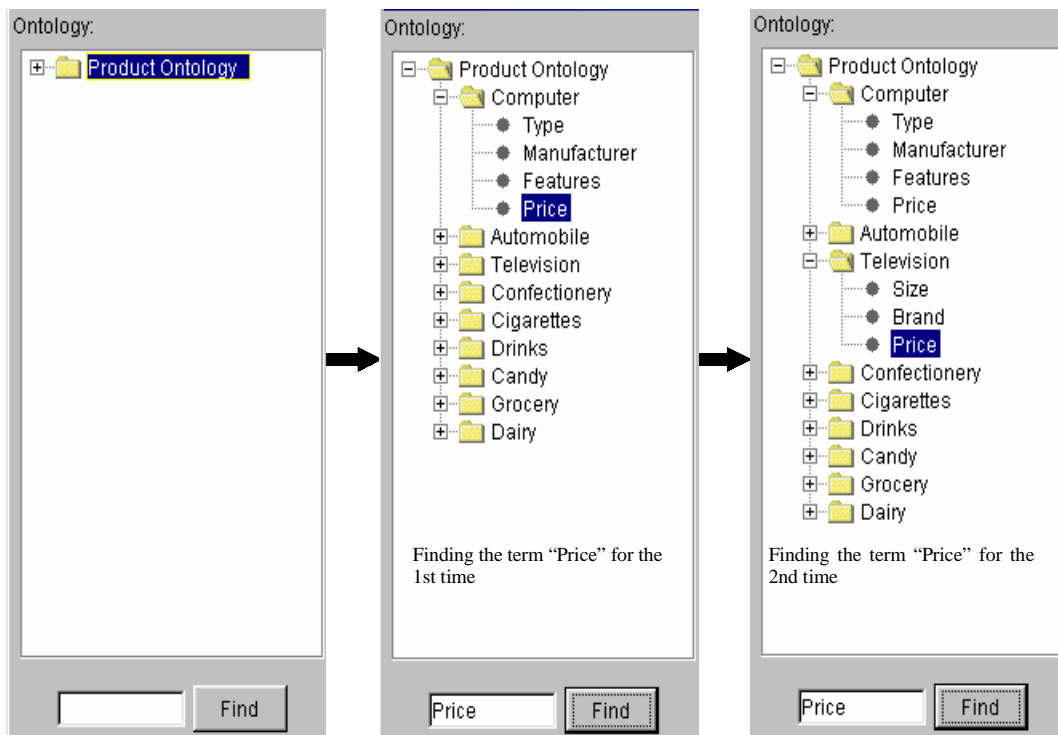 Ontology:
Product Ontology
Find
Ontology:
Product Ontology
Computer
Type
Manufacturer
Features
Price
Automobile
Television
Confectionery
Cigarettes
Drinks
Candy
Grocery
Dairy
Finding the term “Price” for the
1st time
Price
Find
Ontology:
Product Ontology
Computer
Type
Manufacturer
Features
Price
Automobile
Television
Size
Brand
Price
Confectionery
Cigarettes
Drinks
Candy
Grocery
Dairy
Finding the term “Price” for the
2nd time
Price
Find